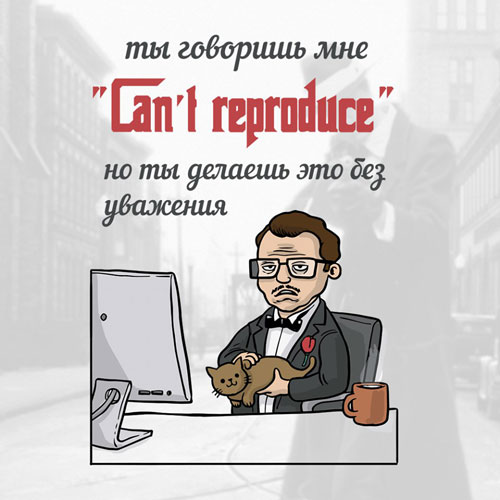 ты говоришь мне
"Can't reproduce"
но ты делаешь это без
уважения